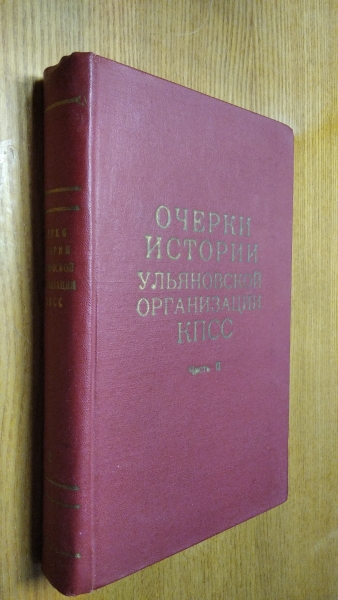 ОЧЕРКИ
ИСТОРИИ
УЛЬЯНОВСКОЙ
ОРГАНИЗАЦИИ
КПСС
Часть II